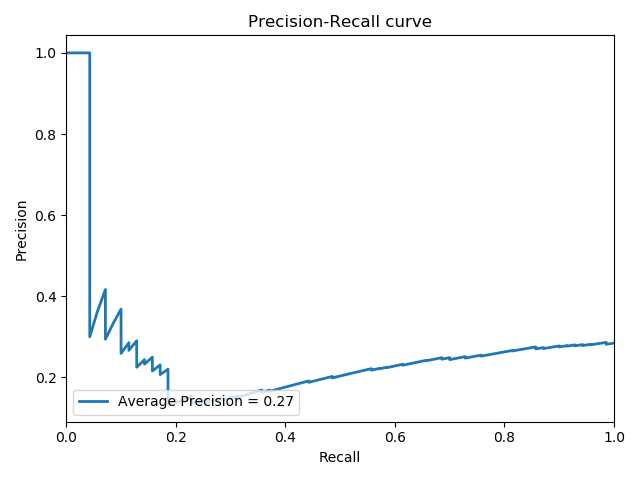 Precision-Recall curve
1.0
0.8
0.6
0.4
0.2
Precision
Average Precision = 0.27
0.0 0.2 0.4 0.6 0.8 1.0
Recall